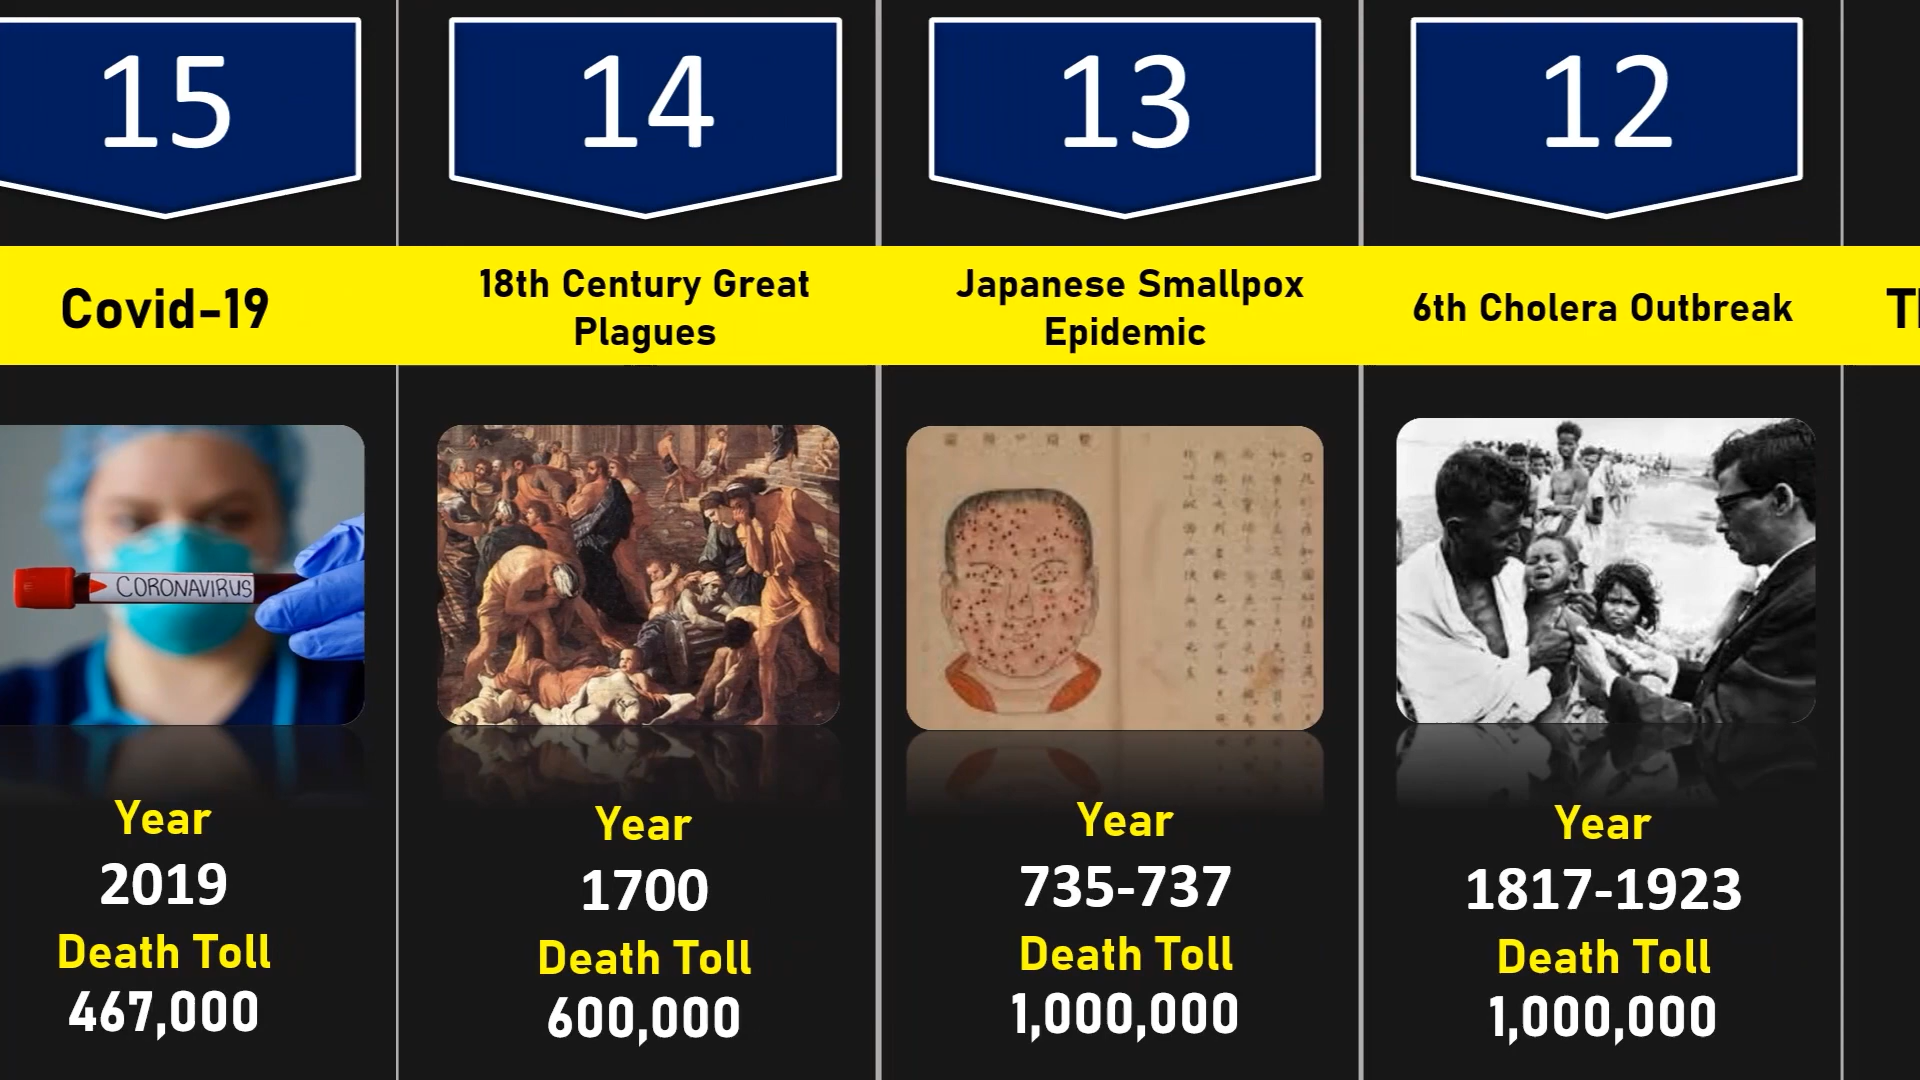 15
14
13
12
Covid-19
18th Century Great
Plagues
Japanese Smallpox
Epidemic
6th Cholera Outbreak
CORONAVIRUS
Year
2019
Death Toll
467,000
Year
1700
Death Toll
600,000
Year
735-737
Death Toll
1,000,000
Year
1817-1923
Death Toll
1,000,000